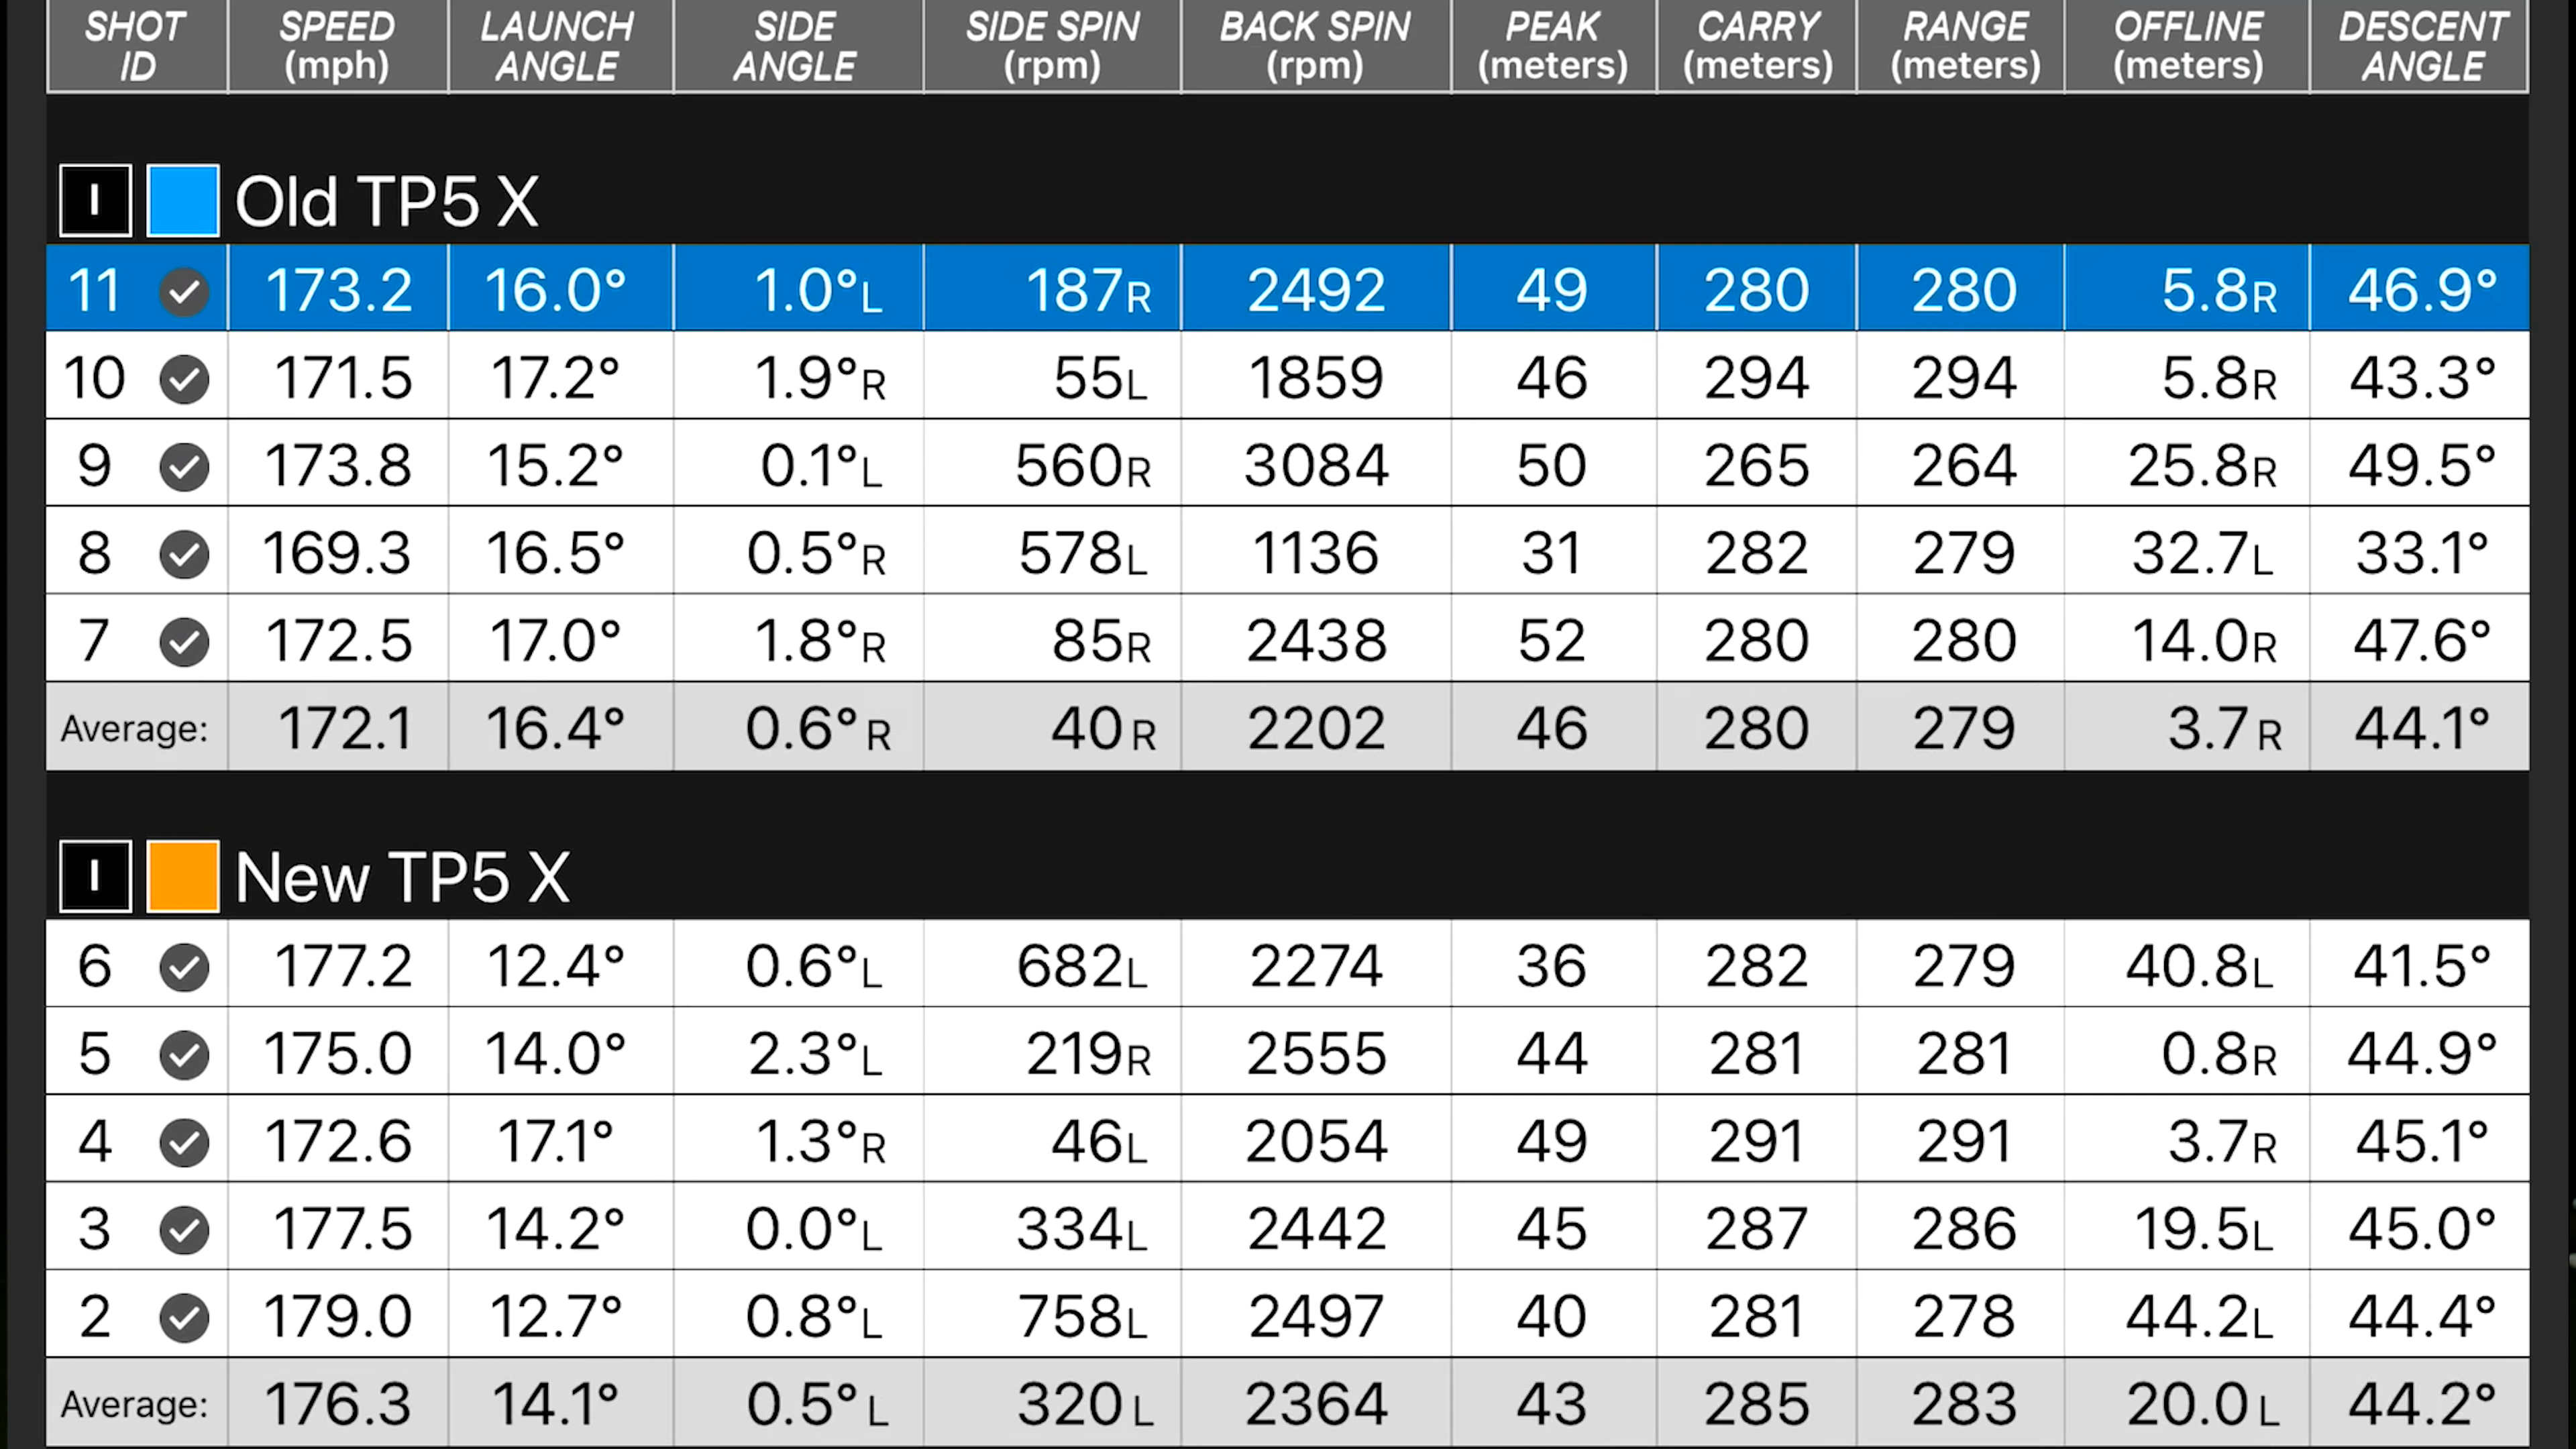 SHOT ID SPEED (mph) LAUNCH ANGLE SIDE ANGLE SIDE SPIN (rpm) BACK SPIN (rpm) PEAK (meters) CARRY (meters) RANGE (meters) OFFLINE (meters) DESCENT ANGLE
I Old TP5 X
11 173.2 16.0° 1.0°L 187R 2492 49 280 280 5.8R 46.9°
10 171.5 17.2° 1.9°R 55L 1859 46 294 294 5.8R 43.3°
9 173.8 15.2° 0.1°L 560R 3084 50 265 264 25.8R 49.5°
8 169.3 16.5° 0.5°R 578L 1136 31 282 279 32.7L 33.1°
7 172.5 17.0° 1.8°R 85R 2438 52 280 280 14.0R 47.6°
Average: 172.1 16.4° 0.6°R 40R 2202 46 280 279 3.7R 44.1°
I New TP5 X
6 177.2 12.4° 0.6°L 682L 2274 36 282 279 40.8L 41.5°
5 175.0 14.0° 2.3°L 219R 2555 44 281 281 0.8R 44.9°
4 172.6 17.1° 1.3°R 46L 2054 49 291 291 3.7R 45.1°
3 177.5 14.2° 0.0°L 334L 2442 45 287 286 19.5L 45.0°
2 179.0 12.7° 0.8°L 758L 2497 40 281 278 44.2L 44.4°
Average: 176.3 14.1° 0.5°L 320L 2364 43 285 283 20.0L 44.2°